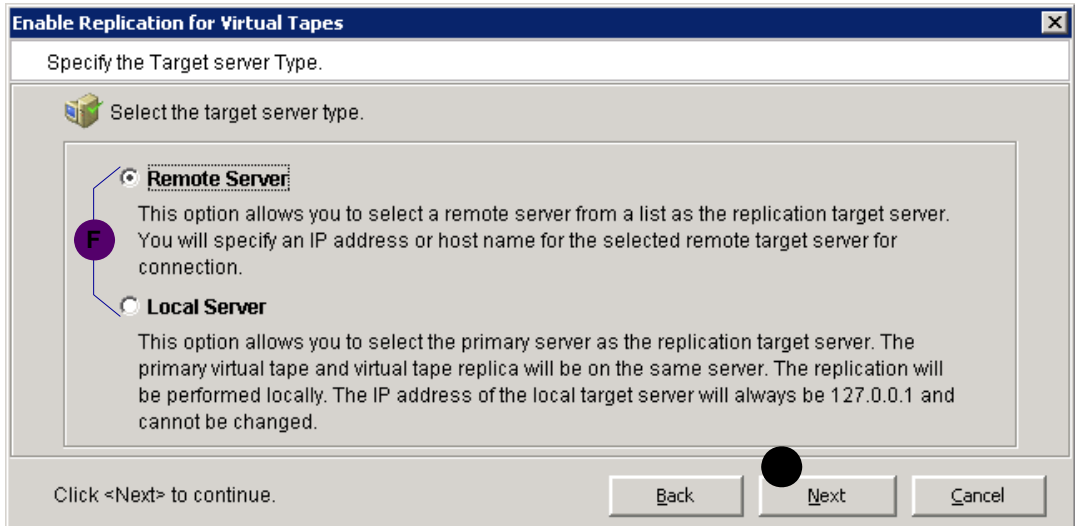 Enable Replication for Virtual Tapes
Specify the Target server Type.
Select the target server type.
Remote Server
This option allows you to select a remote server from a list as the replication target server.
You will specify an IP address or host name for the selected remote target server for
connection.
F
Local Server
This option allows you to select the primary server as the replication target server. The
primary virtual tape and virtual tape replica will be on the same server. The replication will
be performed locally. The IP address of the local target server will always be 127.0.0.1 and
cannot be changed.
Click <Next> to continue.
Back
Next
Cancel